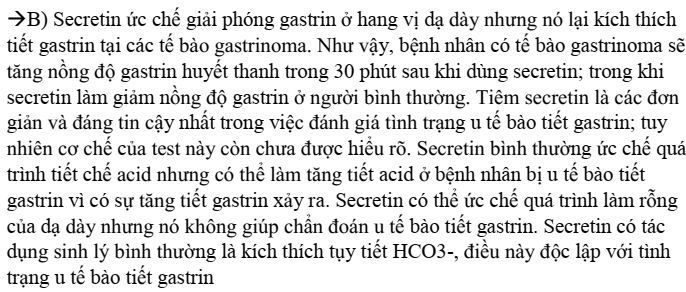 →B) Secretin ức chế giải phóng gastrin ở hang vị dạ dày nhưng nó lại kích thích
tiết gastrin tại các tế bào gastrinoma. Như vậy, bệnh nhân có tế bào gastrinoma sẽ
tăng nồng độ gastrin huyết thanh trong 30 phút sau khi dùng secretin; trong khi
secretin làm giảm nồng độ gastrin ở người bình thường. Tiêm secretin là các đơn
giản và đáng tin cậy nhất trong việc đánh giá tình trạng u tế bào tiết gastrin; tuy
nhiên cơ chế của test này còn chưa được hiểu rõ. Secretin bình thường ức chế quá
trình tiết chế acid nhưng có thể làm tăng tiết acid ở bệnh nhân bị u tế bào tiết
gastrin vì có sự tăng tiết gastrin xảy ra. Secretin có thể ức chế quá trình làm rỗng
của dạ dày nhưng nó không giúp chẩn đoán u tế bào tiết gastrin. Secretin có tác
dụng sinh lý bình thường là kích thích tụy tiết HCO3-, điều này độc lập với tình
trạng u tế bào tiết gastrin